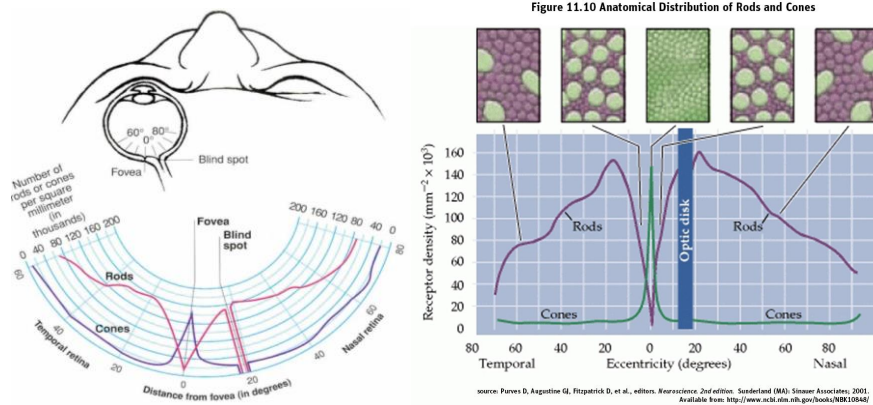 Figure 11.10 Anatomical Distribution of Rods and Cones
60°
80°
0°
Fovea
Blind spot
Number of
rods or cones
per square
millimeter
(in
thousands)
0 40 80 120 160 200
Fovea
Blind
spot
200 160 120 80 40 0
Rods
Cones
60
40
20
0
20
40
60
80
Temporal retina
Distance from fovea (in degrees)
Nasal retina
Receptor density (mm⁻² × 10³)
160
140
120
100
80
60
40
20
0
Rods
Cones
Optic disk
Rods
Cones
80 60 40 20 0 20 40 60 80
Temporal Eccentricity (degrees) Nasal
source: Purves D, Augustine GJ, Fitzpatrick D, et al., editors. Neuroscience. 2nd edition. Sunderland (MA): Sinauer Associates; 2001.
Available from: http://www.ncbi.nlm.nih.gov/books/NBK10848/